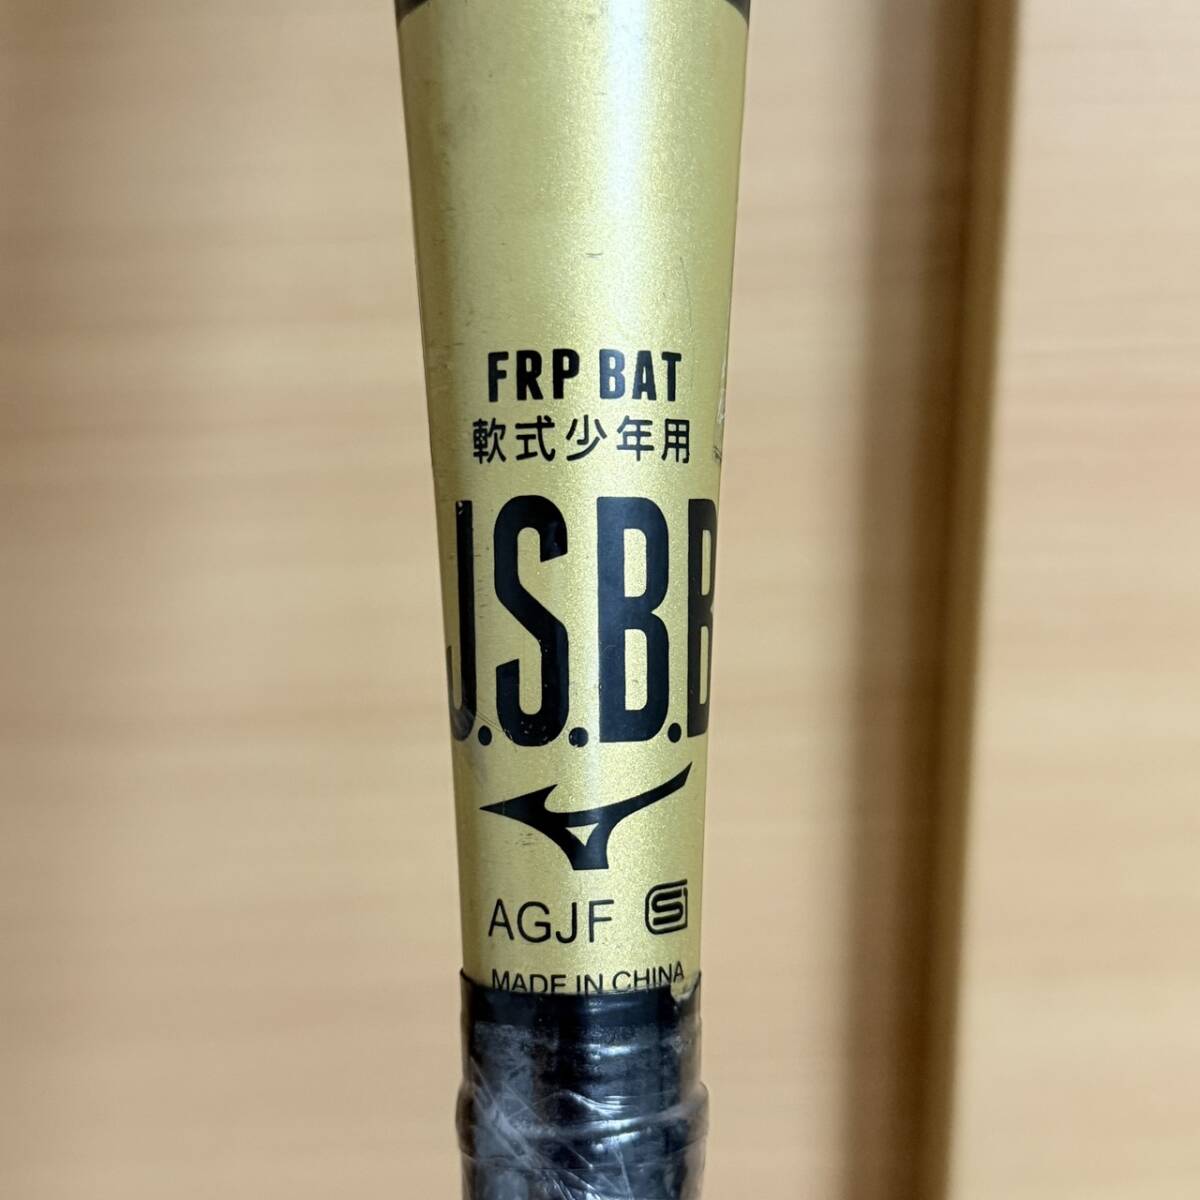 FRP BAT
軟式少年用
J.S.B.B
AGJF S
MADE IN CHINA